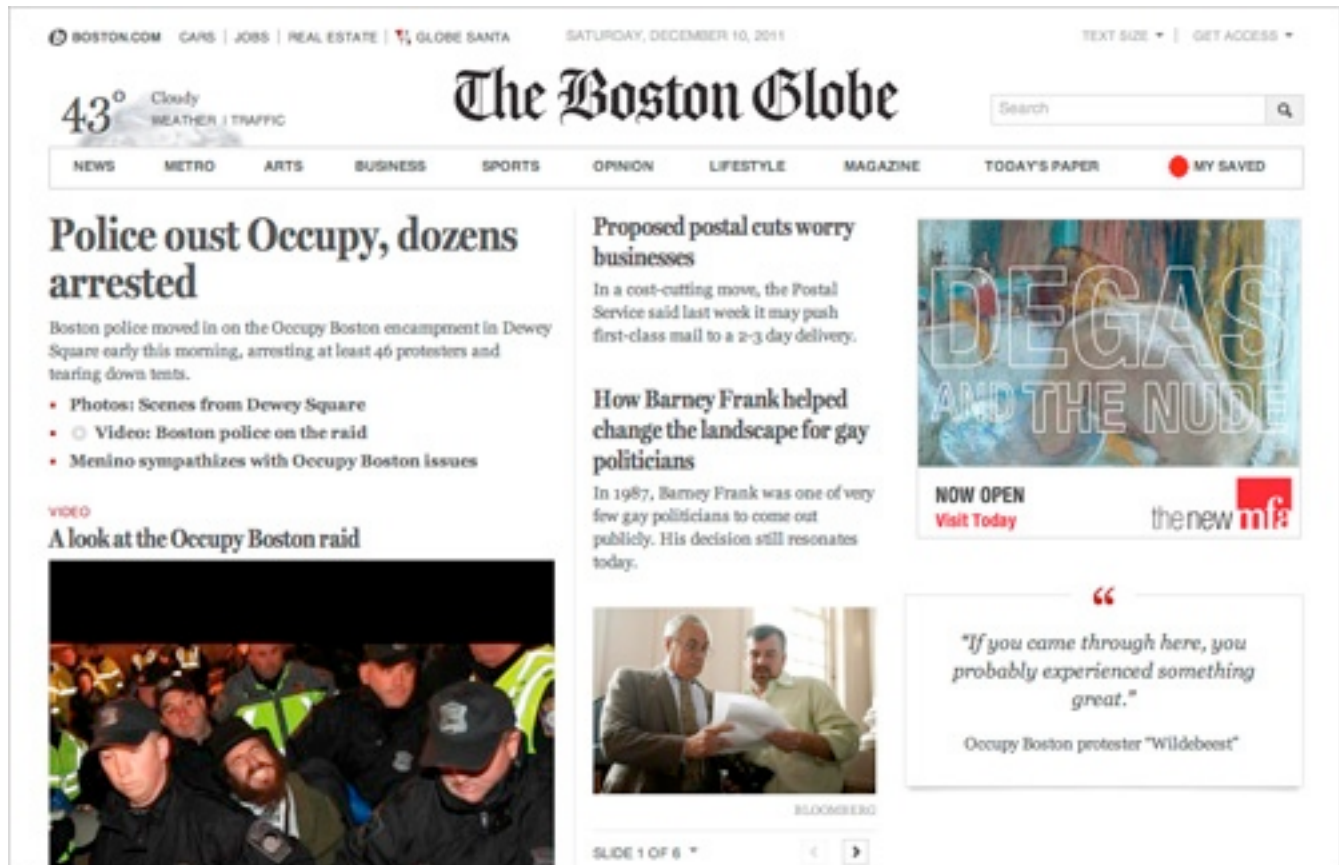 BOSTON.COM CARS | JOBS | REAL ESTATE | GLOBE SANTA
SATURDAY, DECEMBER 10, 2011
TEXT SIZE | GET ACCESS
43° Cloudy
WEATHER | TRAFFIC
The Boston Globe
Search
NEWS METRO ARTS BUSINESS SPORTS OPINION LIFESTYLE MAGAZINE TODAY'S PAPER MY SAVED
Police oust Occupy, dozens
arrested
Boston police moved in on the Occupy Boston encampment in Dewey
Square early this morning, arresting at least 46 protesters and
tearing down tents.
• Photos: Scenes from Dewey Square
• Video: Boston police on the raid
• Menino sympathizes with Occupy Boston issues
VIDEO
A look at the Occupy Boston raid
Proposed postal cuts worry
businesses
In a cost-cutting move, the Postal
Service said last week it may push
first-class mail to a 2-3 day delivery.
How Barney Frank helped
change the landscape for gay
politicians
In 1987, Barney Frank was one of very
few gay politicians to come out
publicly. His decision still resonates
today.
BLOOMBERG
SLIDE 1 OF 6
DEGAS
AND THE NUDE
NOW OPEN
Visit Today
thenewmfa
“
"If you came through here, you
probably experienced something
great."
Occupy Boston protester "Wildebeest"